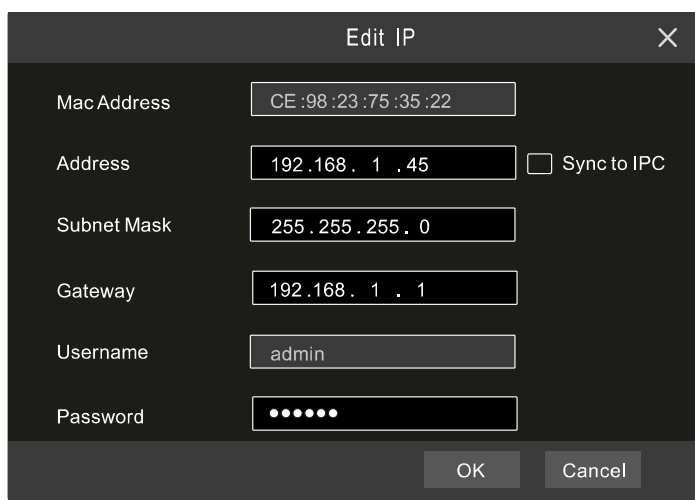 Edit IP
Mac Address CE:98:23:75:35:22
Address 192.168. 1 .45 Sync to IPC
Subnet Mask 255.255.255. 0
Gateway 192.168. 1 . 1
Username admin
Password ●●●●●●
OK Cancel